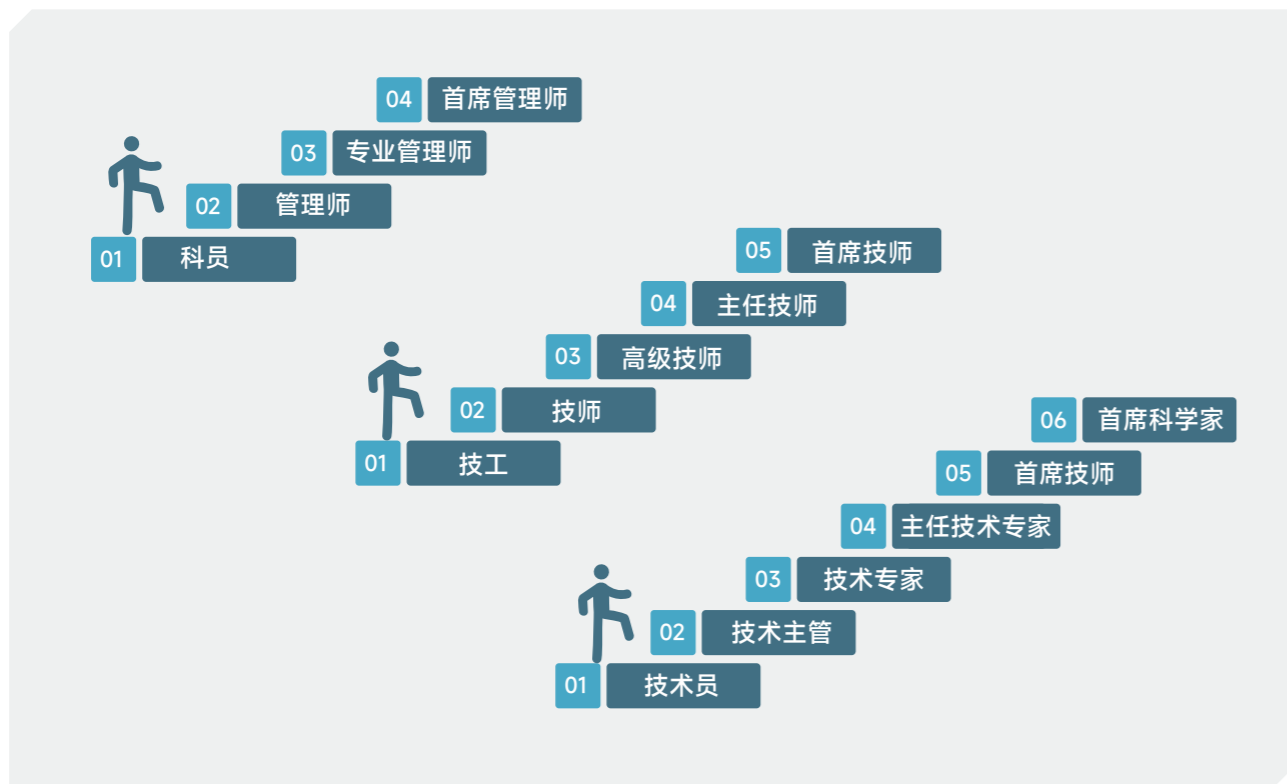 04 首席管理师
03 专业管理师
02 管理师
01 科员
05 首席技师
04 主任技师
03 高级技师
02 技师
01 技工
06 首席科学家
05 首席技师
04 主任技术专家
03 技术专家
02 技术主管
01 技术员